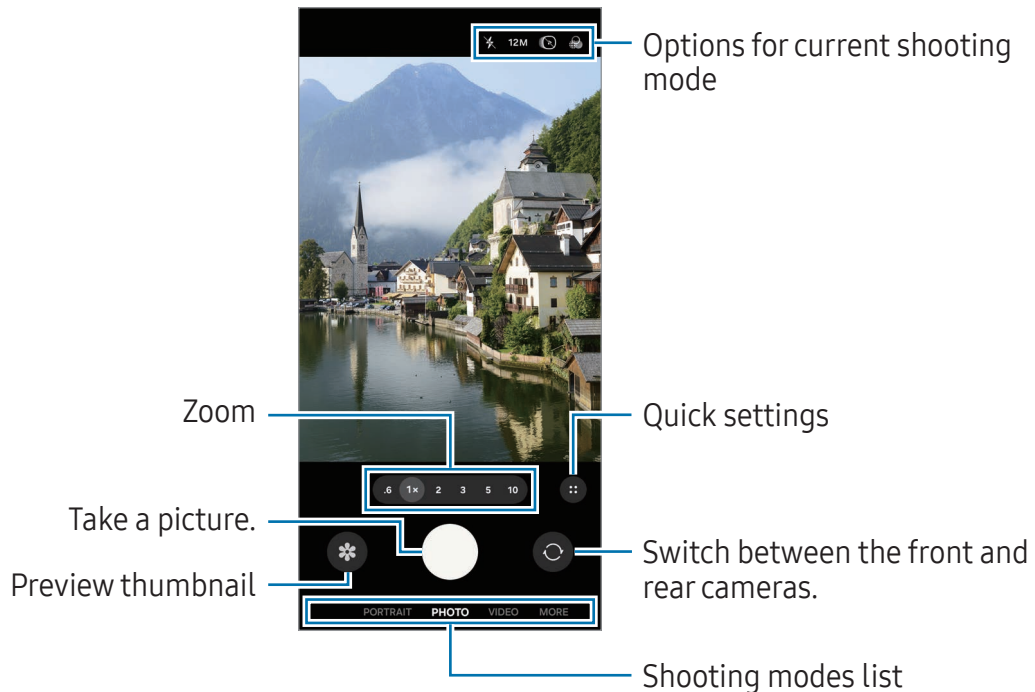 12M
Options for current shooting
mode
Zoom
Quick settings
.6 1× 2 3 5 10
Take a picture.
Switch between the front and
rear cameras.
Preview thumbnail
PORTRAIT PHOTO VIDEO MORE
Shooting modes list